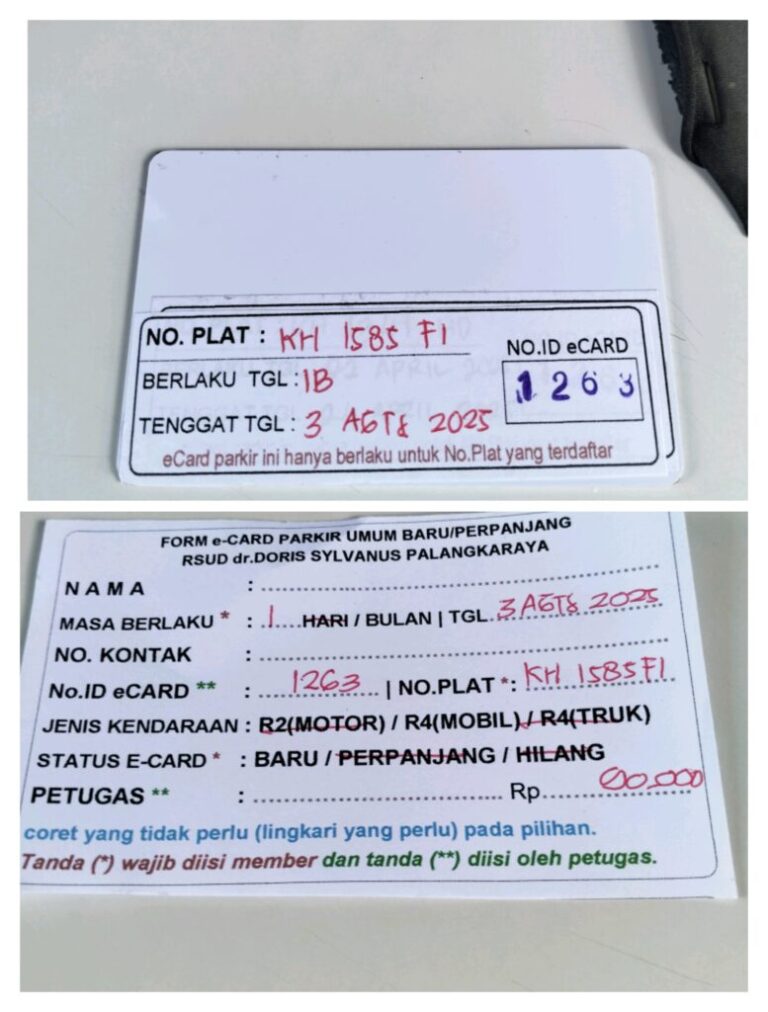 NO. PLAT : KH 1585 FI
NO.ID eCARD
BERLAKU TGL : 1B
1263
TENGGAT TGL : 3 AGTS 2025
eCard parkir ini hanya berlaku untuk No.Plat yang terdaftar
FORM e-CARD PARKIR UMUM BARU/PERPANJANG
RSUD dr.DORIS SYLVANUS PALANGKARAYA
NAMA :
MASA BERLAKU * : 1 HARI / BULAN | TGL. 3 AGTS 2025
NO. KONTAK :
No.ID eCARD ** : 1263 | NO.PLAT *: KH 1585 FI
JENIS KENDARAAN : R2(MOTOR) / R4(MOBIL) / R4(TRUK)
STATUS E-CARD * : BARU / PERPANJANG / HILANG
PETUGAS ** : Rp
coret yang tidak perlu (lingkari yang perlu) pada pilihan.
Tanda (*) wajib diisi member dan tanda (**) diisi oleh petugas.